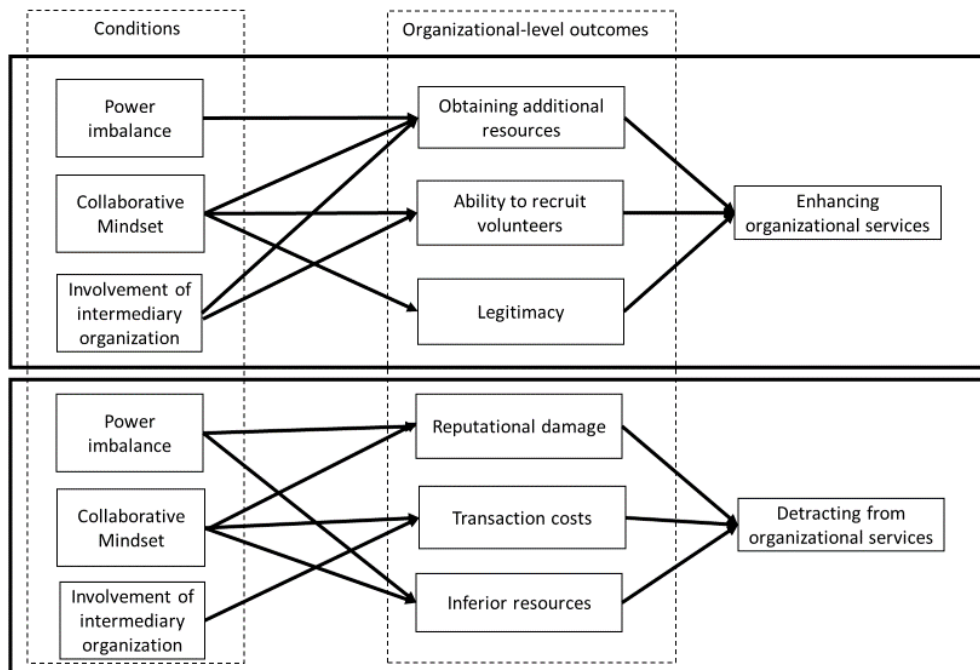 Conditions
Organizational-level outcomes
Power
imbalance
Obtaining additional
resources
Collaborative
Mindset
Ability to recruit
volunteers
Enhancing
organizational services
Involvement of
intermediary
organization
Legitimacy
Power
imbalance
Reputational damage
Collaborative
Mindset
Transaction costs
Detracting from
organizational services
Involvement of
intermediary
organization
Inferior resources